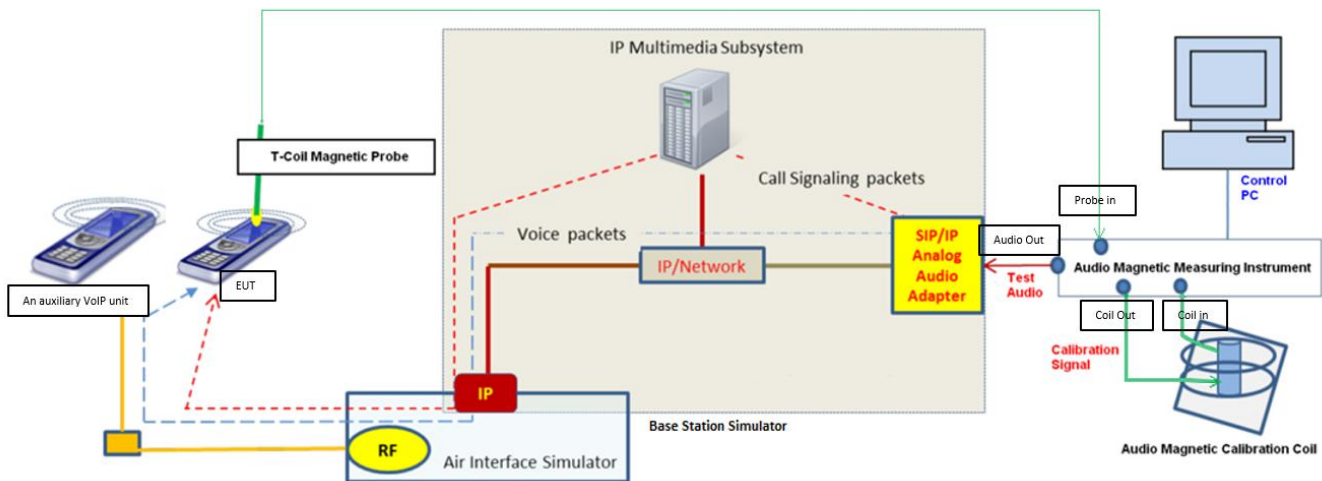 IP Multimedia Subsystem
T-Coil Magnetic Probe
Call Signaling packets
Control
PC
Probe in
Voice packets
SIP/IP
Analog
Audio
Adapter
Audio Out
IP/Network
Test
Audio
Audio Magnetic Measuring Instrument
An auxiliary VoIP unit
EUT
Coil Out
Coil in
Calibration
Signal
IP
Base Station Simulator
RF
Air Interface Simulator
Audio Magnetic Calibration Coil